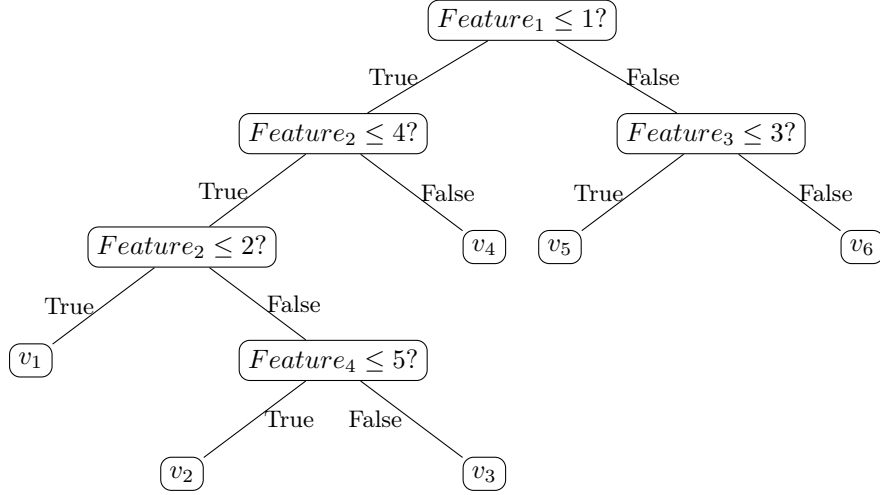 Feature₁ ≤ 1?
True False
Feature₂ ≤ 4? Feature₃ ≤ 3?
True False True False
Feature₂ ≤ 2? v₄ v₅ v₆
True False
v₁ Feature₄ ≤ 5?
True False
v₂ v₃